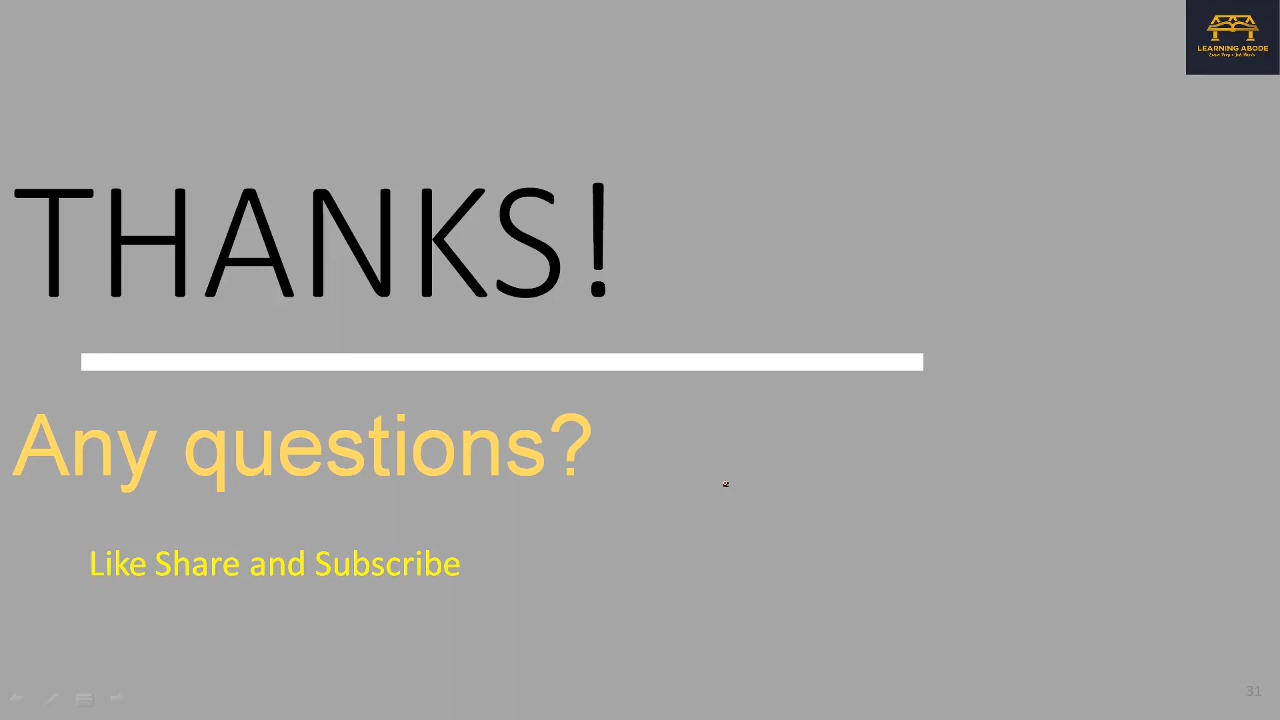 LEARNING ABODE
THANKS!
Any questions?
Like Share and Subscribe
31